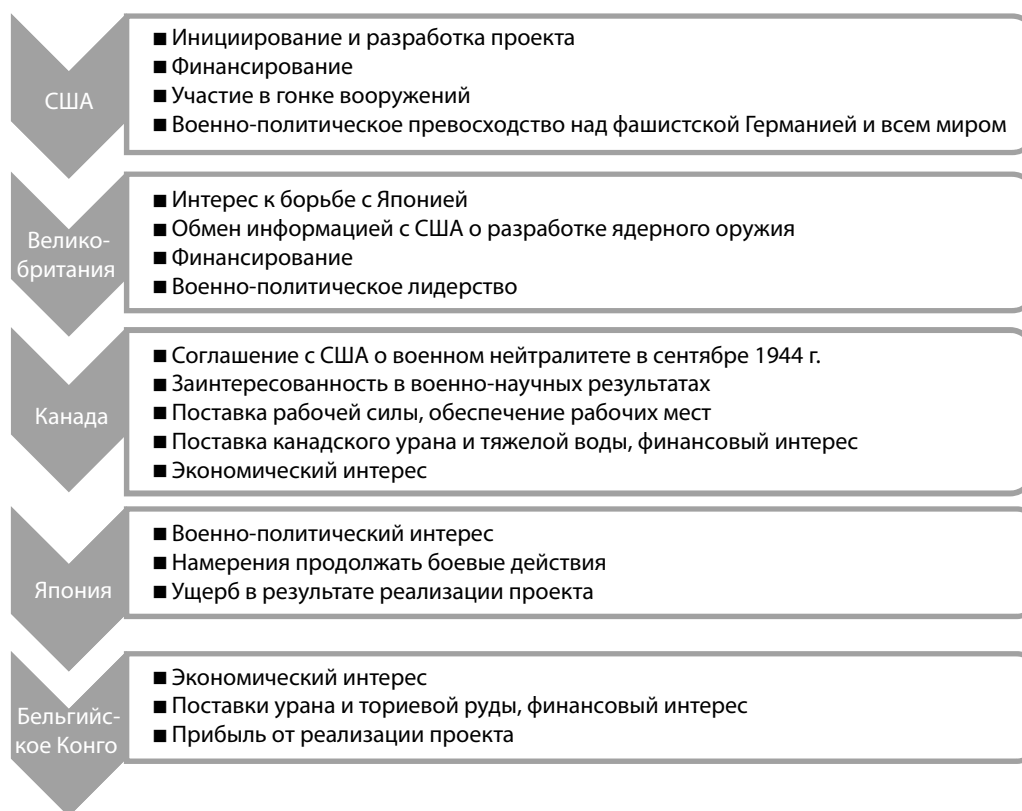 США
■ Инициирование и разработка проекта
■ Финансирование
■ Участие в гонке вооружений
■ Военно-политическое превосходство над фашистской Германией и всем миром
Велико-
британия
■ Интерес к борьбе с Японией
■ Обмен информацией с США о разработке ядерного оружия
■ Финансирование
■ Военно-политическое лидерство
Канада
■ Соглашение с США о военном нейтралитете в сентябре 1944 г.
■ Заинтересованность в военно-научных результатах
■ Поставка рабочей силы, обеспечение рабочих мест
■ Поставка канадского урана и тяжелой воды, финансовый интерес
■ Экономический интерес
Япония
■ Военно-политический интерес
■ Намерения продолжать боевые действия
■ Ущерб в результате реализации проекта
Бельгийс-
кое Конго
■ Экономический интерес
■ Поставки урана и ториевой руды, финансовый интерес
■ Прибыль от реализации проекта